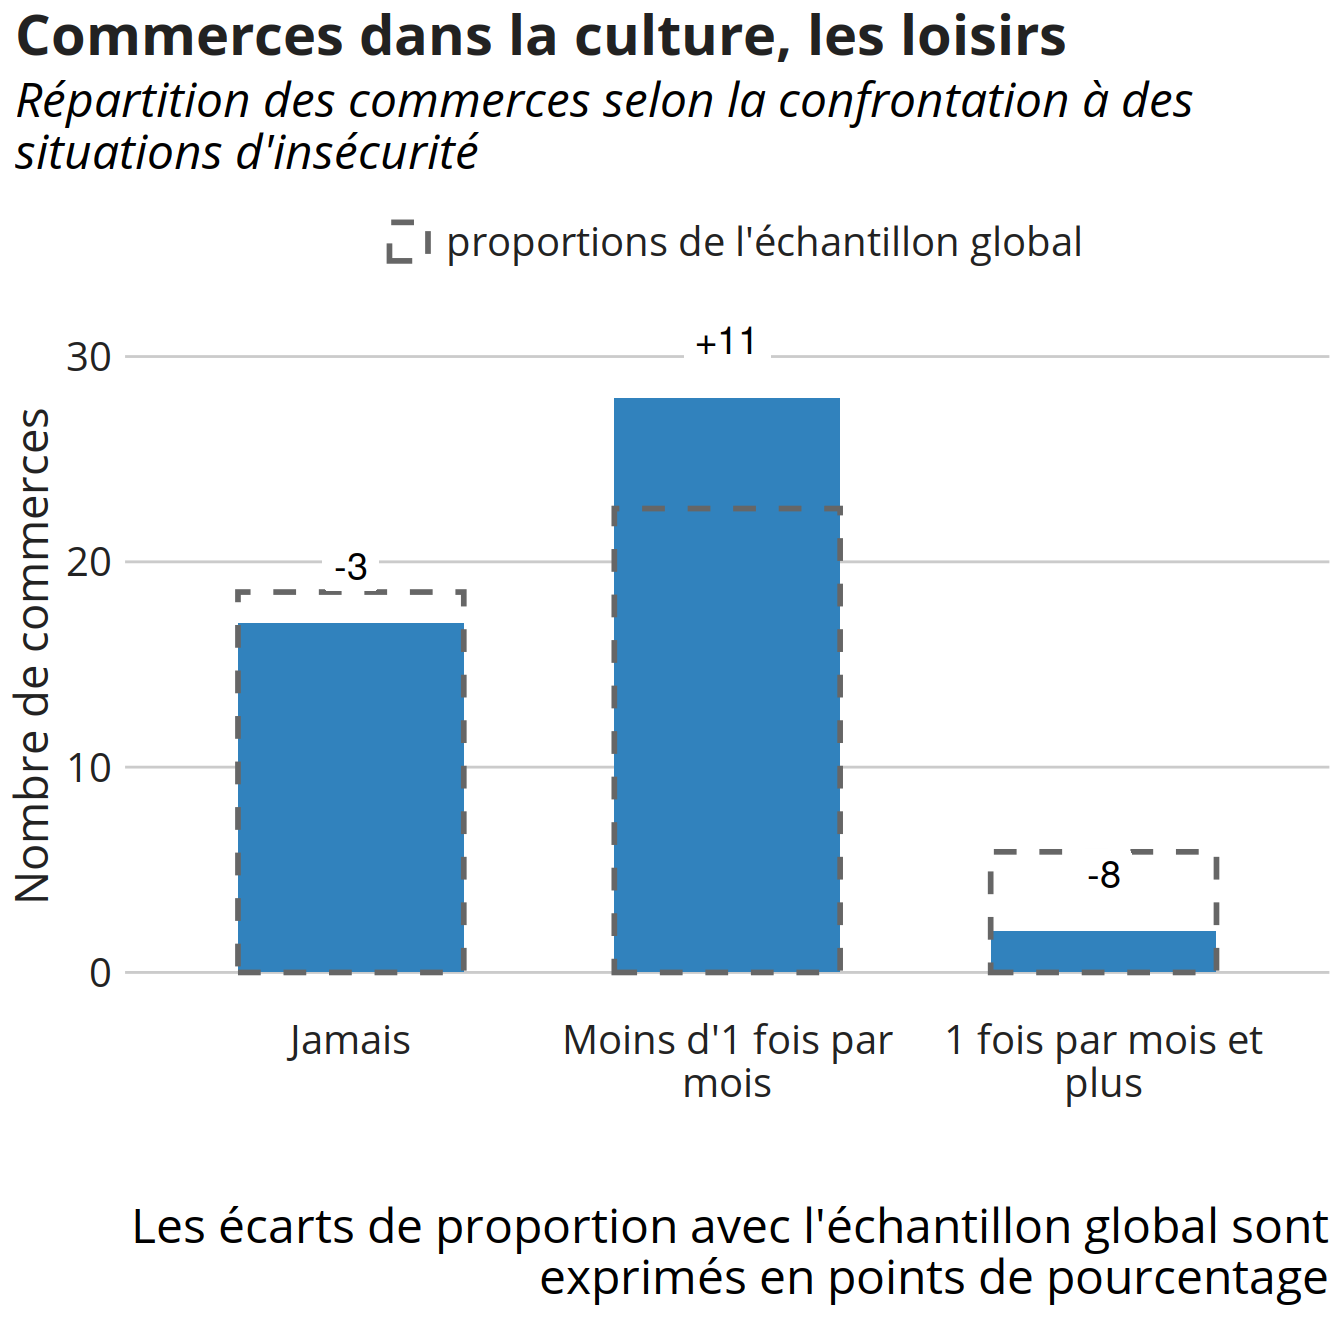 Commerces dans la culture, les loisirs
Répartition des commerces selon la confrontation à des
situations d'insécurité
proportions de l'échantillon global
Nombre de commerces
30
20
10
0
-3
+11
-8
Jamais
Moins d'1 fois par
mois
1 fois par mois et
plus
Les écarts de proportion avec l'échantillon global sont
exprimés en points de pourcentage